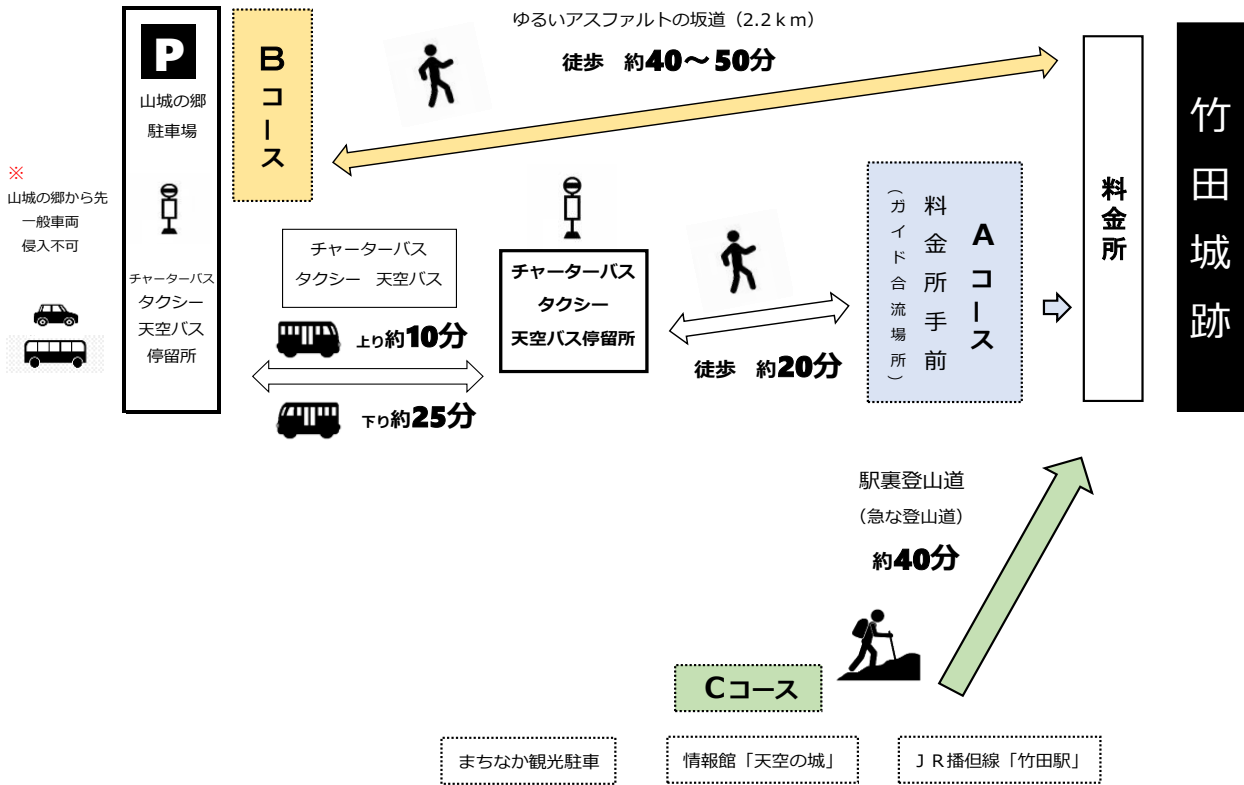 P
山城の郷
駐車場
チャーターバス
タクシー
天空バス
停留所
※
山城の郷から先
一般車両
侵入不可
Bコース
ゆるいアスファルトの坂道（2.2ｋｍ）
徒歩　約40～50分
チャーターバス
タクシー　天空バス
上り約10分
下り約25分
チャーターバス
タクシー
天空バス停留所
徒歩　約20分
Aコース
料金所手前
（ガイド合流場所）
料金所
竹田城跡
駅裏登山道
（急な登山道）
約40分
Cコース
まちなか観光駐車
情報館「天空の城」
ＪＲ播但線「竹田駅」